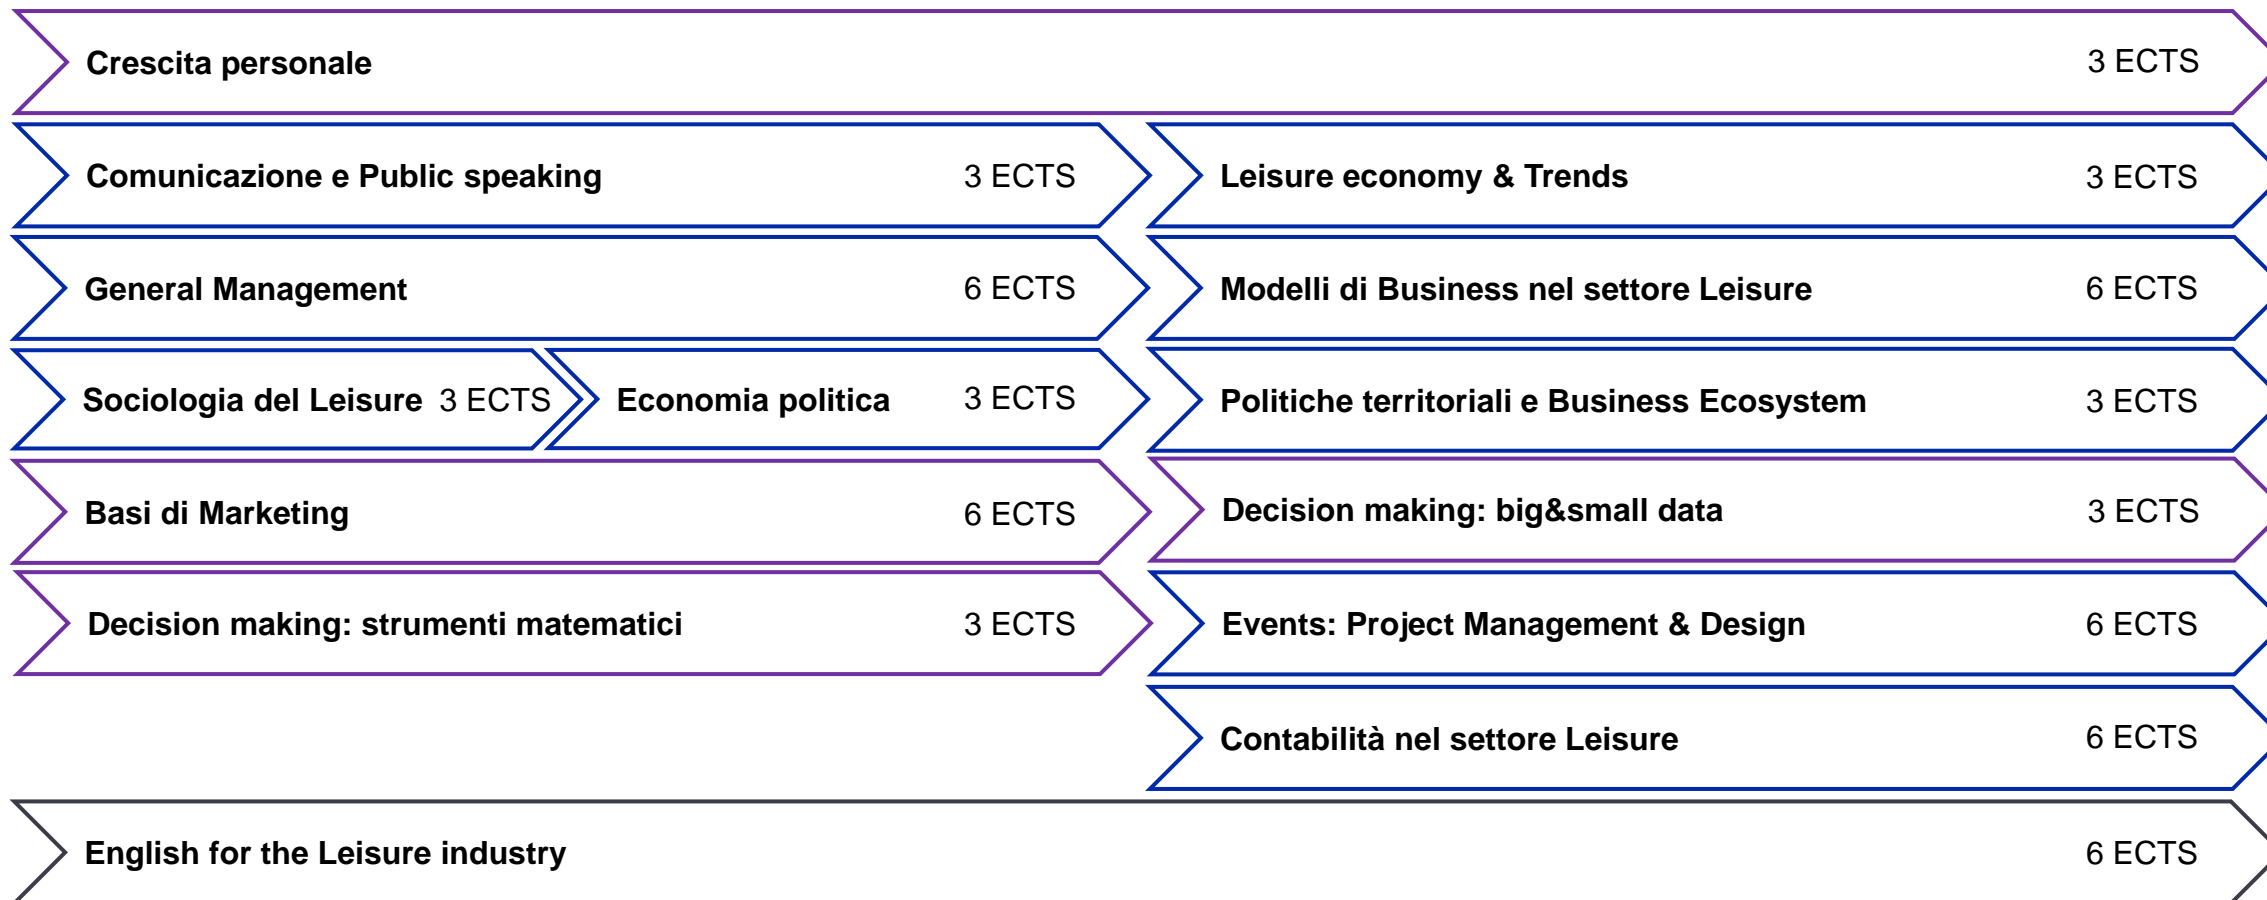 Crescita personale 3 ECTS
Comunicazione e Public speaking 3 ECTS
Leisure economy & Trends 3 ECTS
General Management 6 ECTS
Modelli di Business nel settore Leisure 6 ECTS
Sociologia del Leisure 3 ECTS
Economia politica 3 ECTS
Politiche territoriali e Business Ecosystem 3 ECTS
Basi di Marketing 6 ECTS
Decision making: big&small data 3 ECTS
Decision making: strumenti matematici 3 ECTS
Events: Project Management & Design 6 ECTS
Contabilità nel settore Leisure 6 ECTS
English for the Leisure industry 6 ECTS